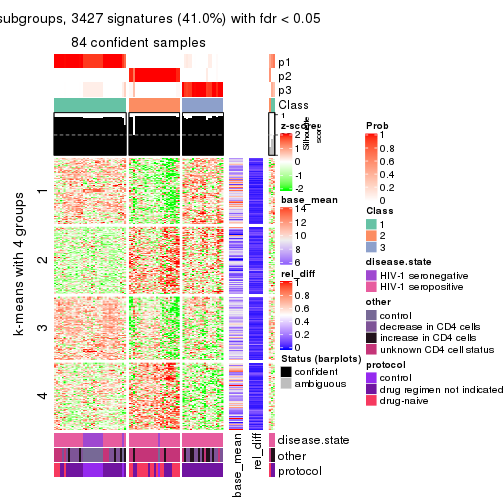 subgroups, 3427 signatures (41.0%) with fdr < 0.05
84 confident samples
p1
p2
p3
Class
1
0
Silhouette
score
k-means with 4 groups
1
2
3
4
base_mean
rel_diff
disease.state
other
protocol
z-score
2
1
0
-1
-2
base_mean
14
12
10
8
6
rel_diff
1
0.8
0.6
0.4
0.2
0
Status (barplots)
confident
ambiguous
Prob
1
0.8
0.6
0.4
0.2
0
Class
1
2
3
disease.state
HIV-1 seronegative
HIV-1 seropositive
other
control
decrease in CD4 cells
increase in CD4 cells
unknown CD4 cell status
protocol
control
drug regimen not indicated
drug-naive